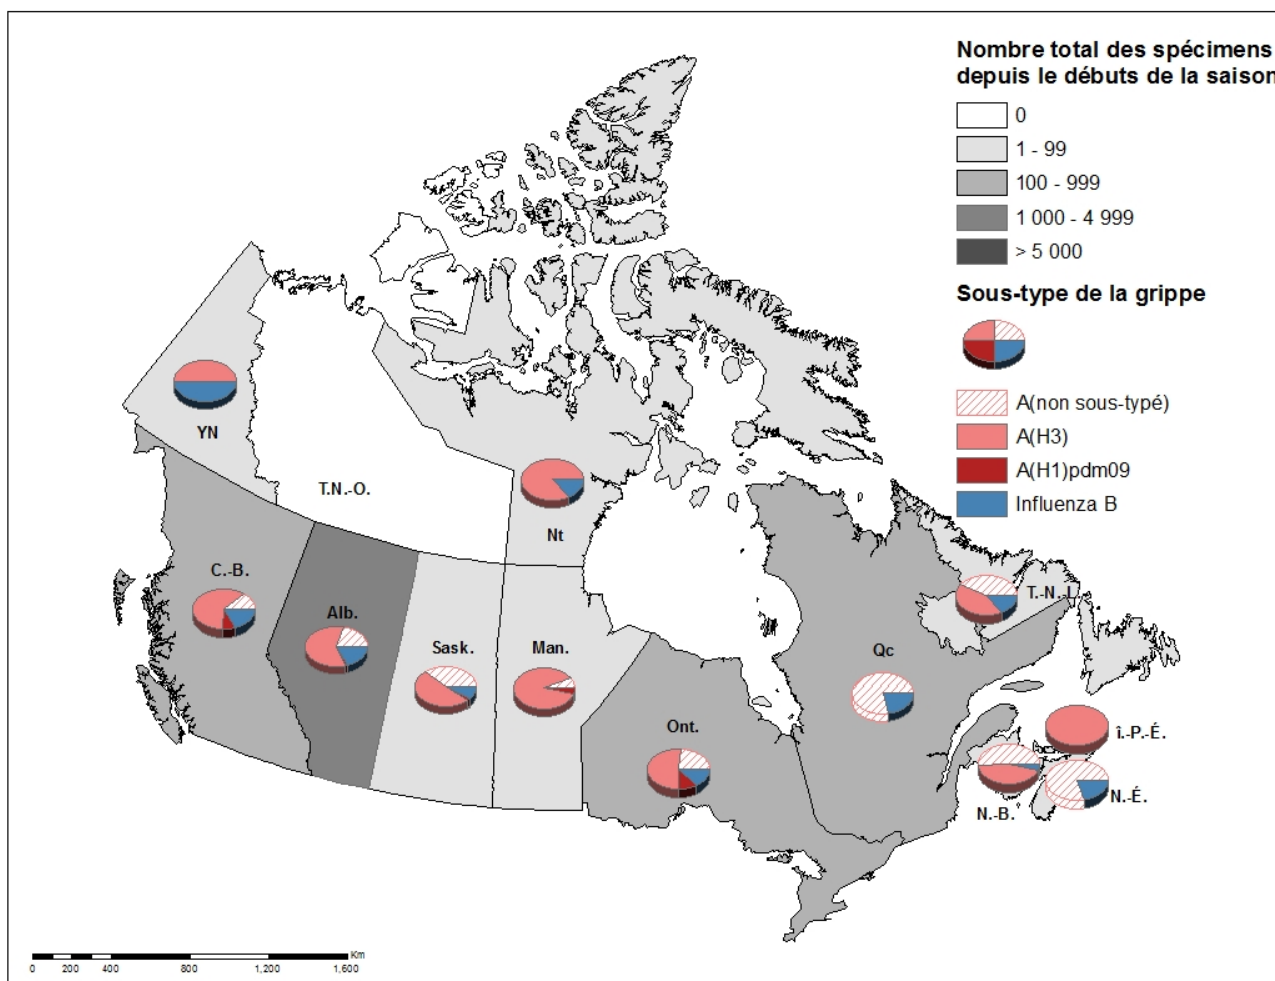 Nombre total des spécimens
depuis le débuts de la saison
0
1 - 99
100 - 999
1 000 - 4 999
> 5 000
Sous-type de la grippe
A(non sous-typé)
A(H3)
A(H1)pdm09
Influenza B
YN
T.N.-O.
Nt
C.-B.
Alb.
Sask.
Man.
Ont.
Qc
T.-N.-L.
Î.-P.-É.
N.-É.
N.-B.
Km
0 200 400 800 1,200 1,600